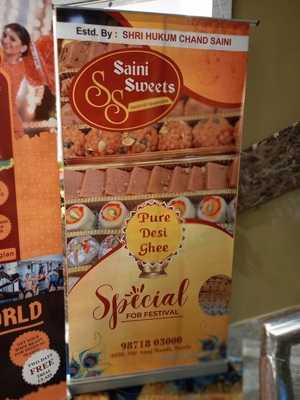 Estd. By : SHRI HUKUM CHAND SAINI
SS
Saini
Sweets
Pure Desi
Ghee
Special
FOR FESTIVAL
98718 03000
WORLD
FREE